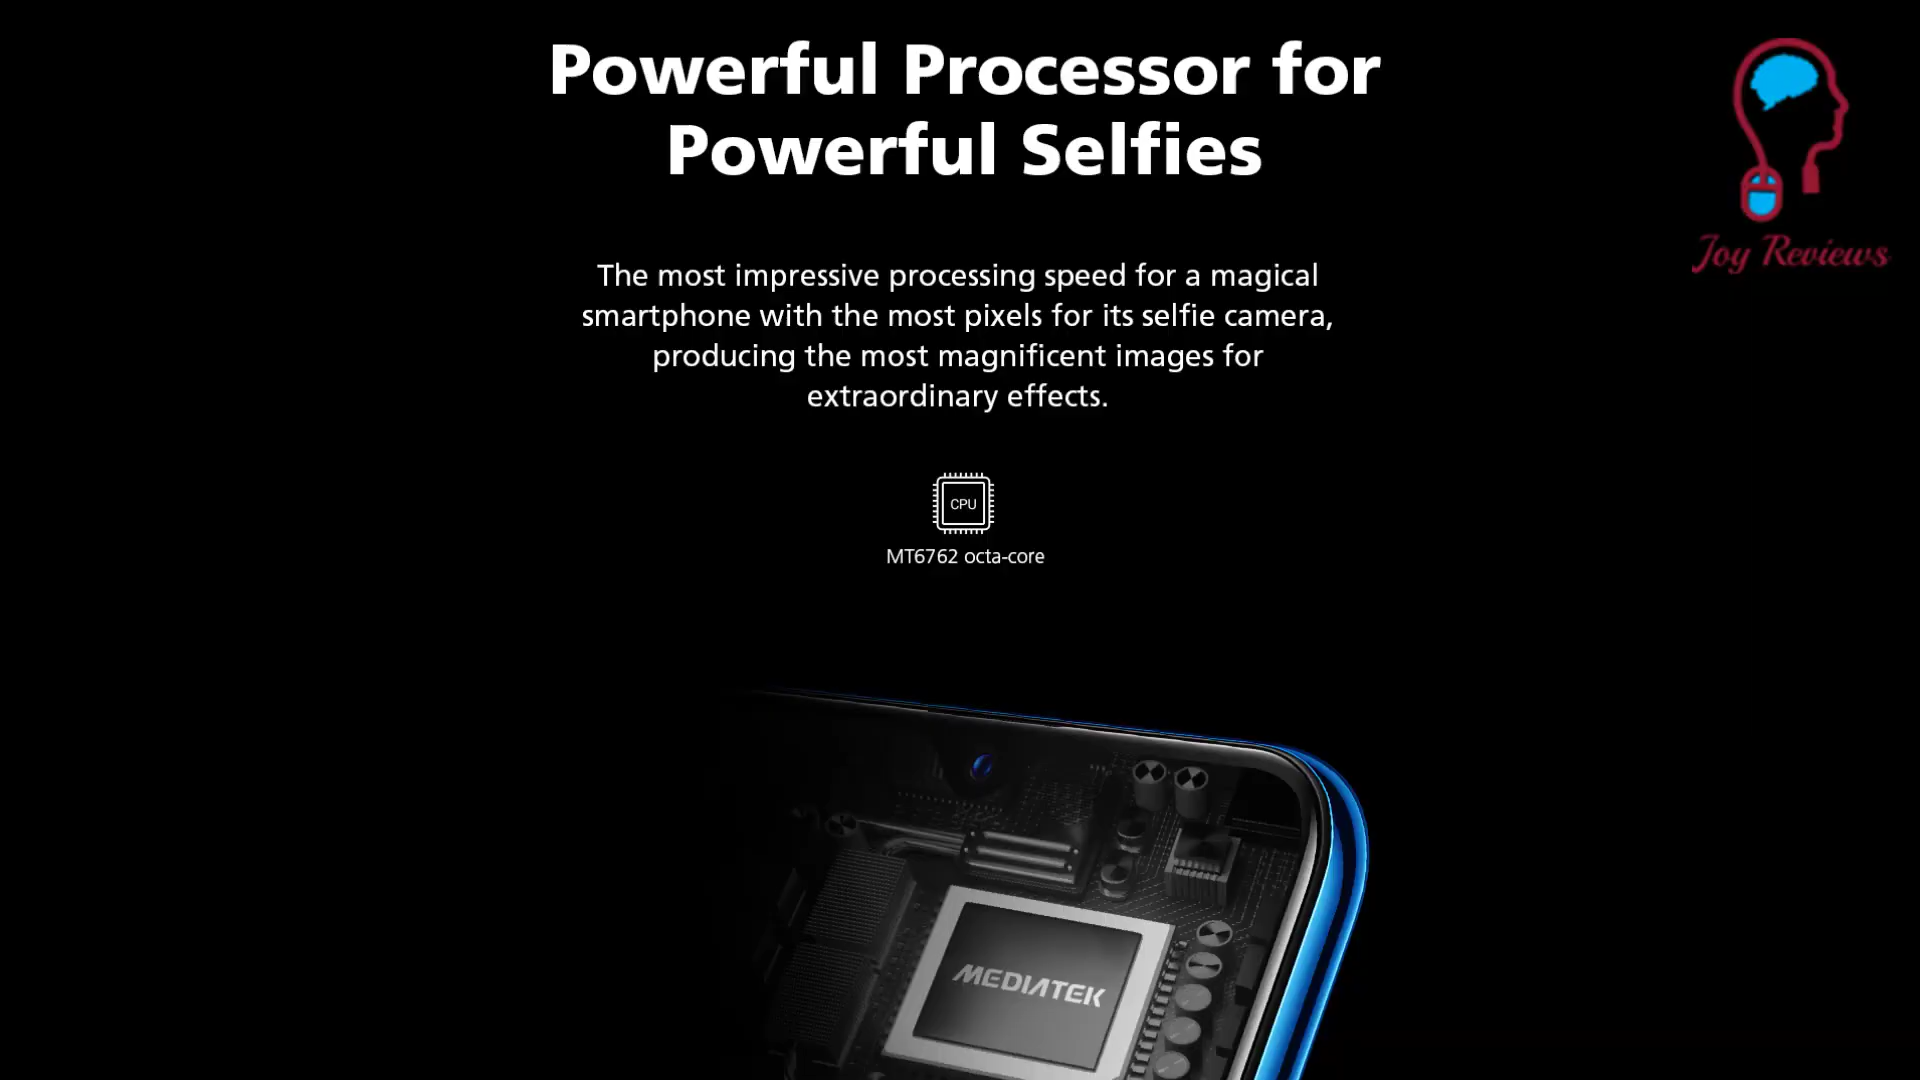 Powerful Processor for
Powerful Selfies
Joy Reviews
The most impressive processing speed for a magical
smartphone with the most pixels for its selfie camera,
producing the most magnificent images for
extraordinary effects.
CPU
MT6762 octa-core
MEDIATEK